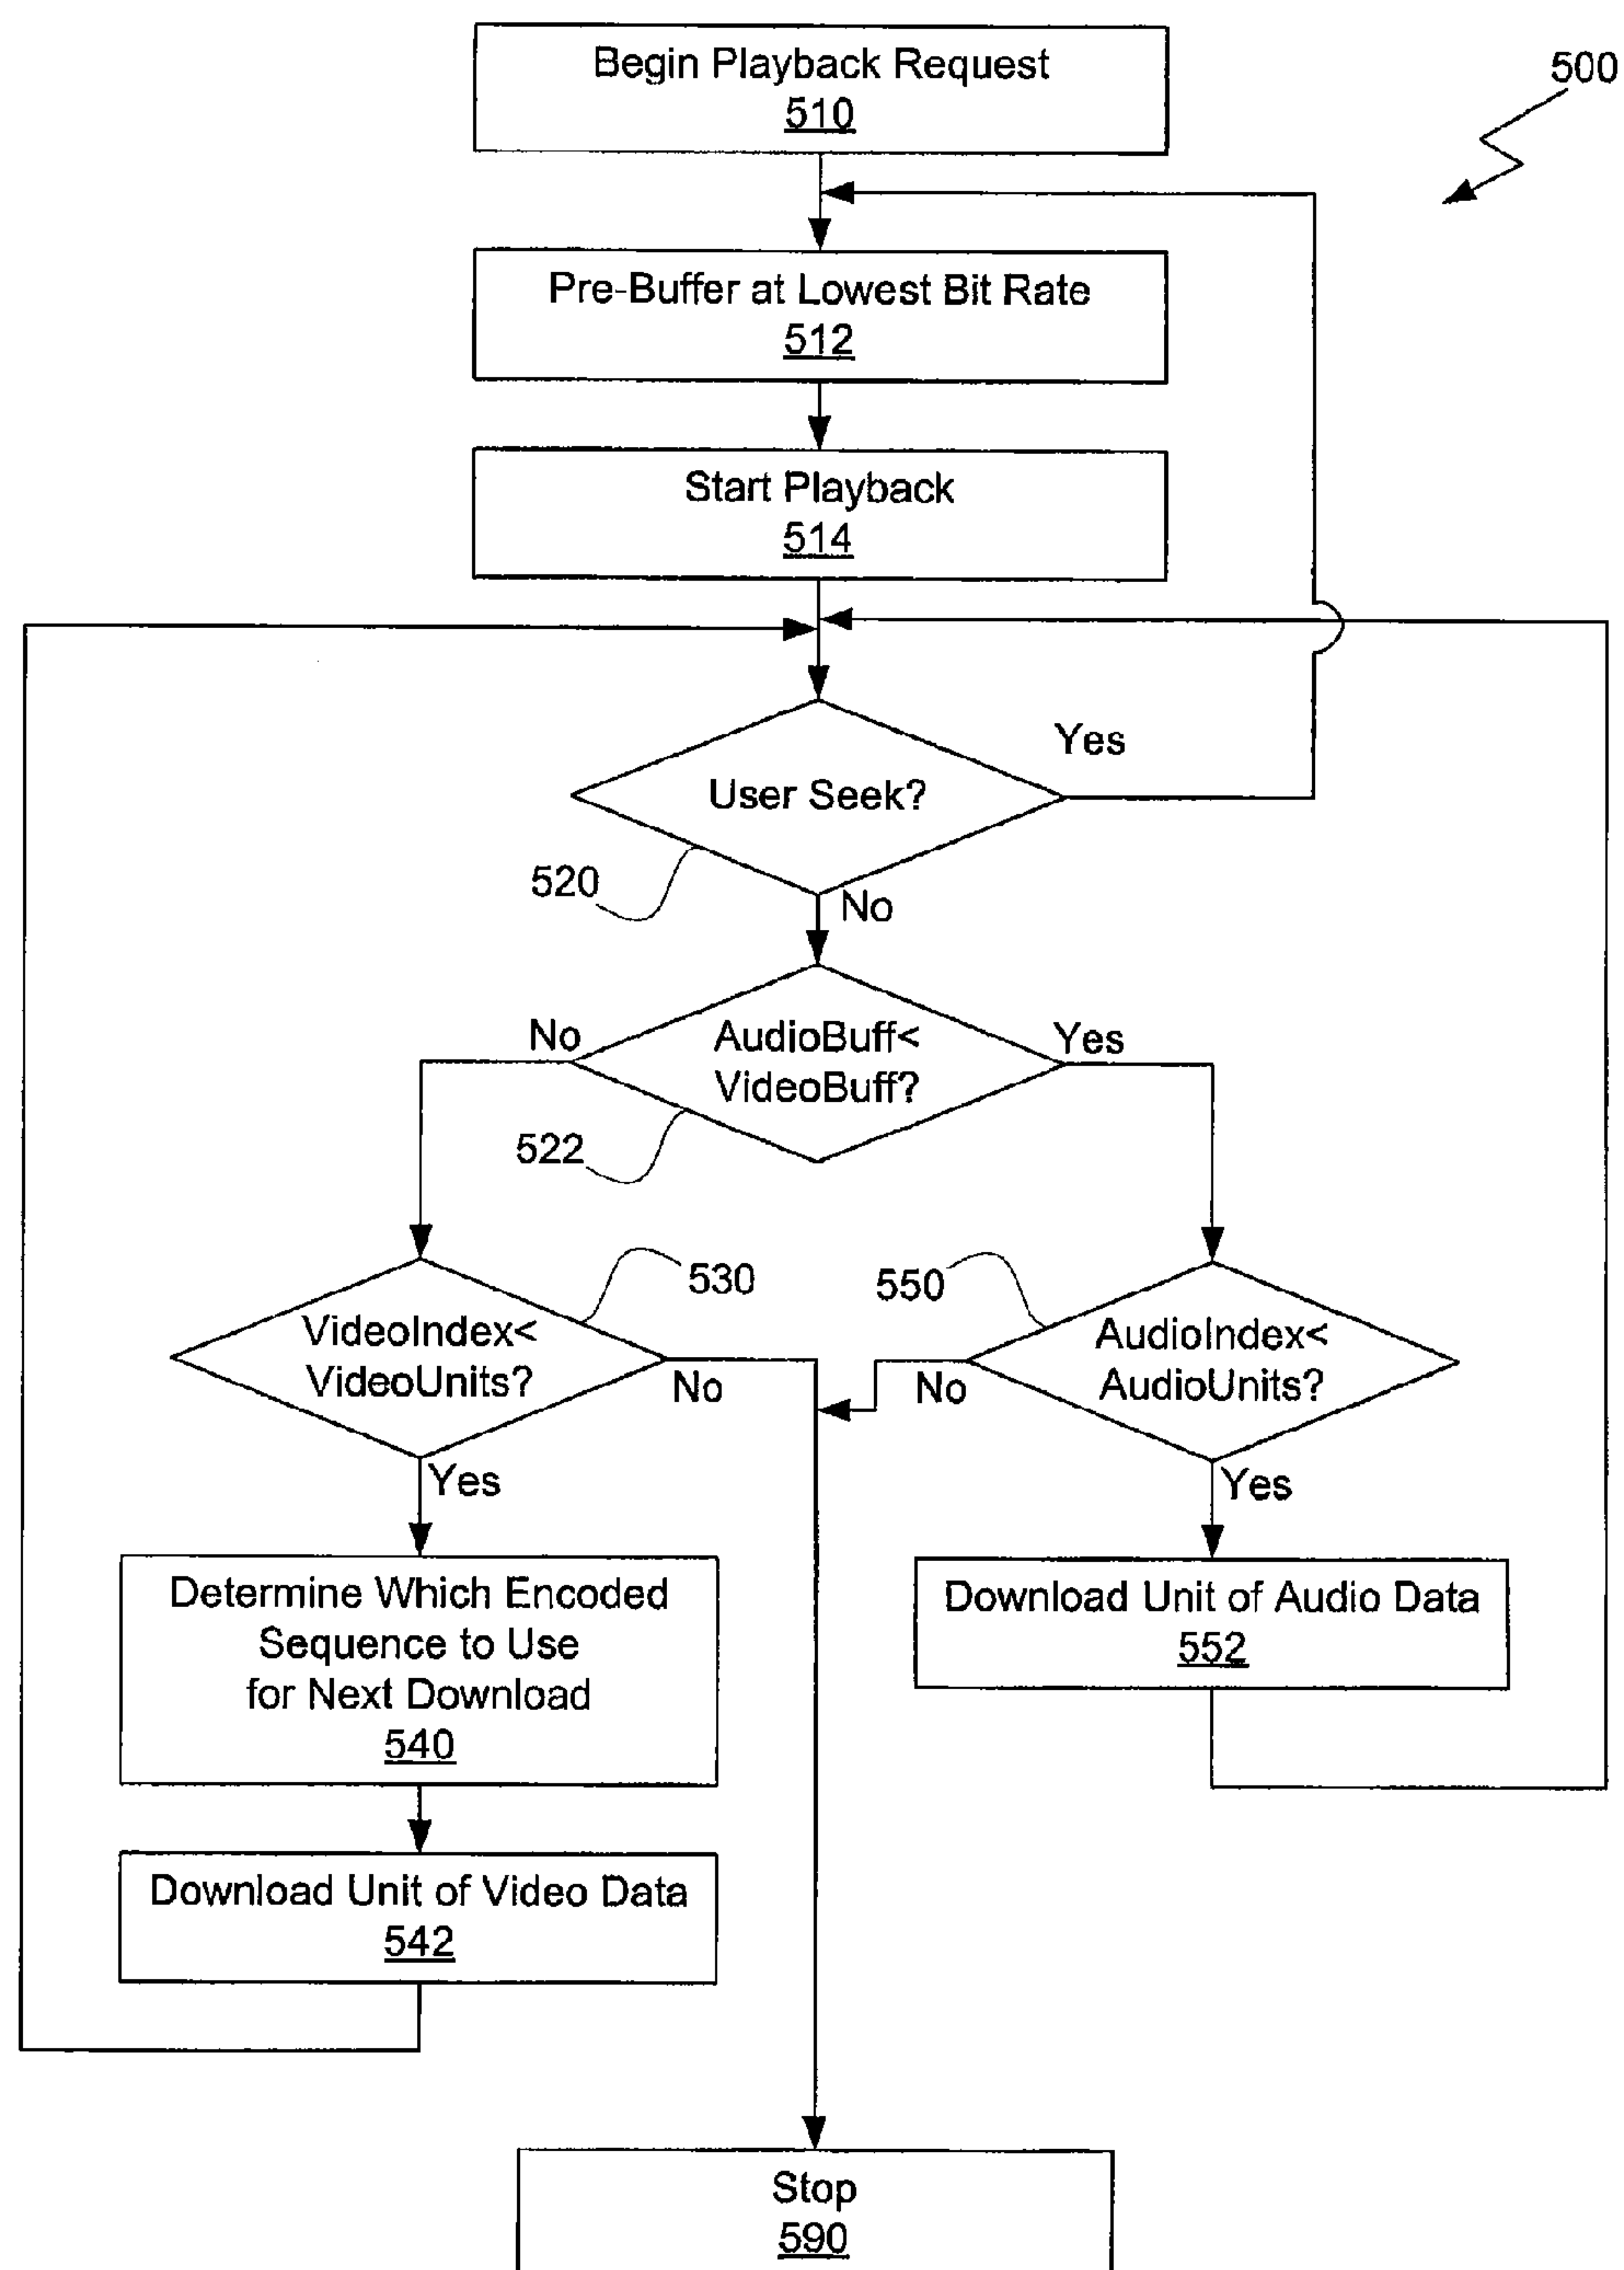 Begin Playback Request
510
500
Pre-Buffer at Lowest Bit Rate
512
Start Playback
514
Yes
User Seek?
520
No
No
AudioBuff<
VideoBuff?
Yes
522
530
550
VideoIndex<
VideoUnits?
No
No
AudioIndex<
AudioUnits?
Yes
Yes
Determine Which Encoded
Sequence to Use
for Next Download
540
Download Unit of Audio Data
552
Download Unit of Video Data
542
Stop
590